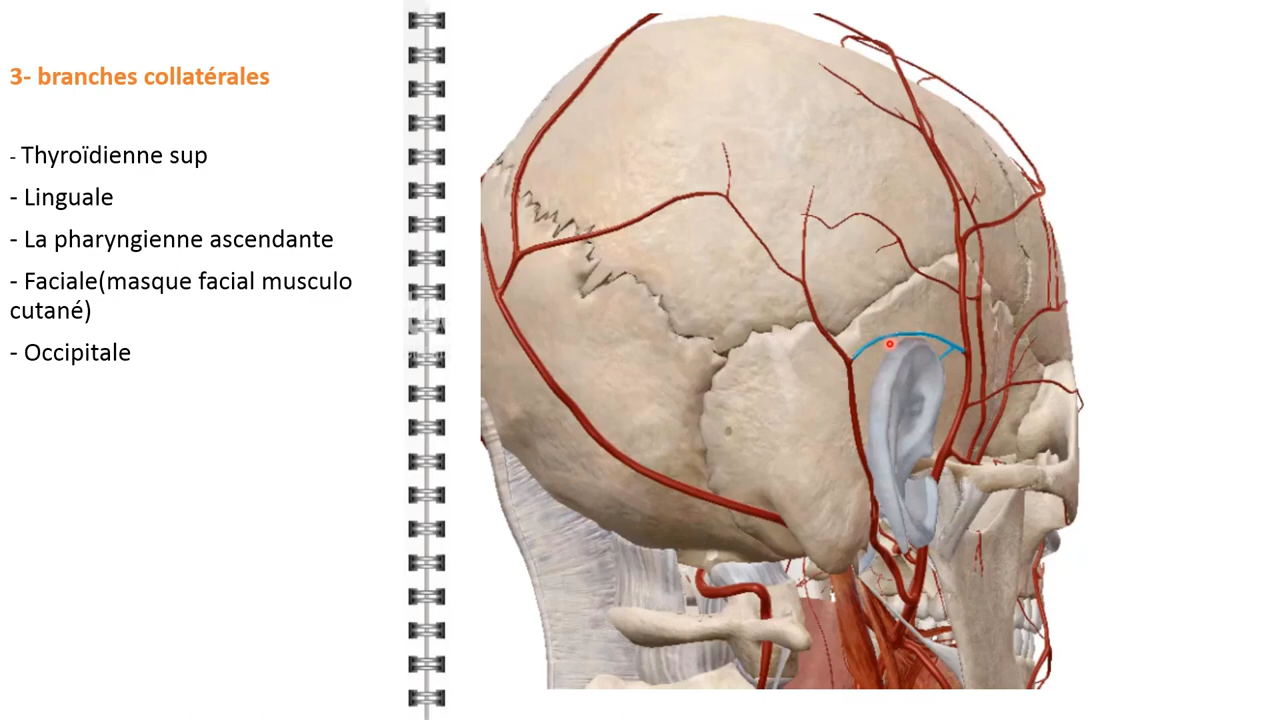 3- branches collatérales
- Thyroïdienne sup
- Linguale
- La pharyngienne ascendante
- Faciale(masque facial musculo
cutané)
- Occipitale